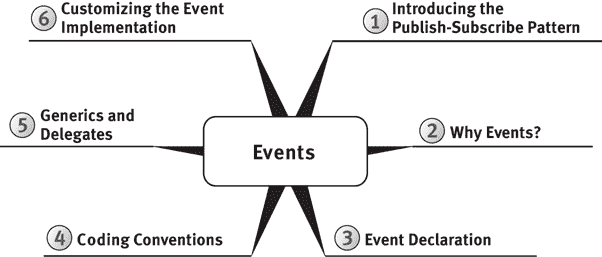 6 Customizing the Event
Implementation
1 Introducing the
Publish-Subscribe Pattern
5 Generics and
Delegates
Events
2 Why Events?
4 Coding Conventions
3 Event Declaration